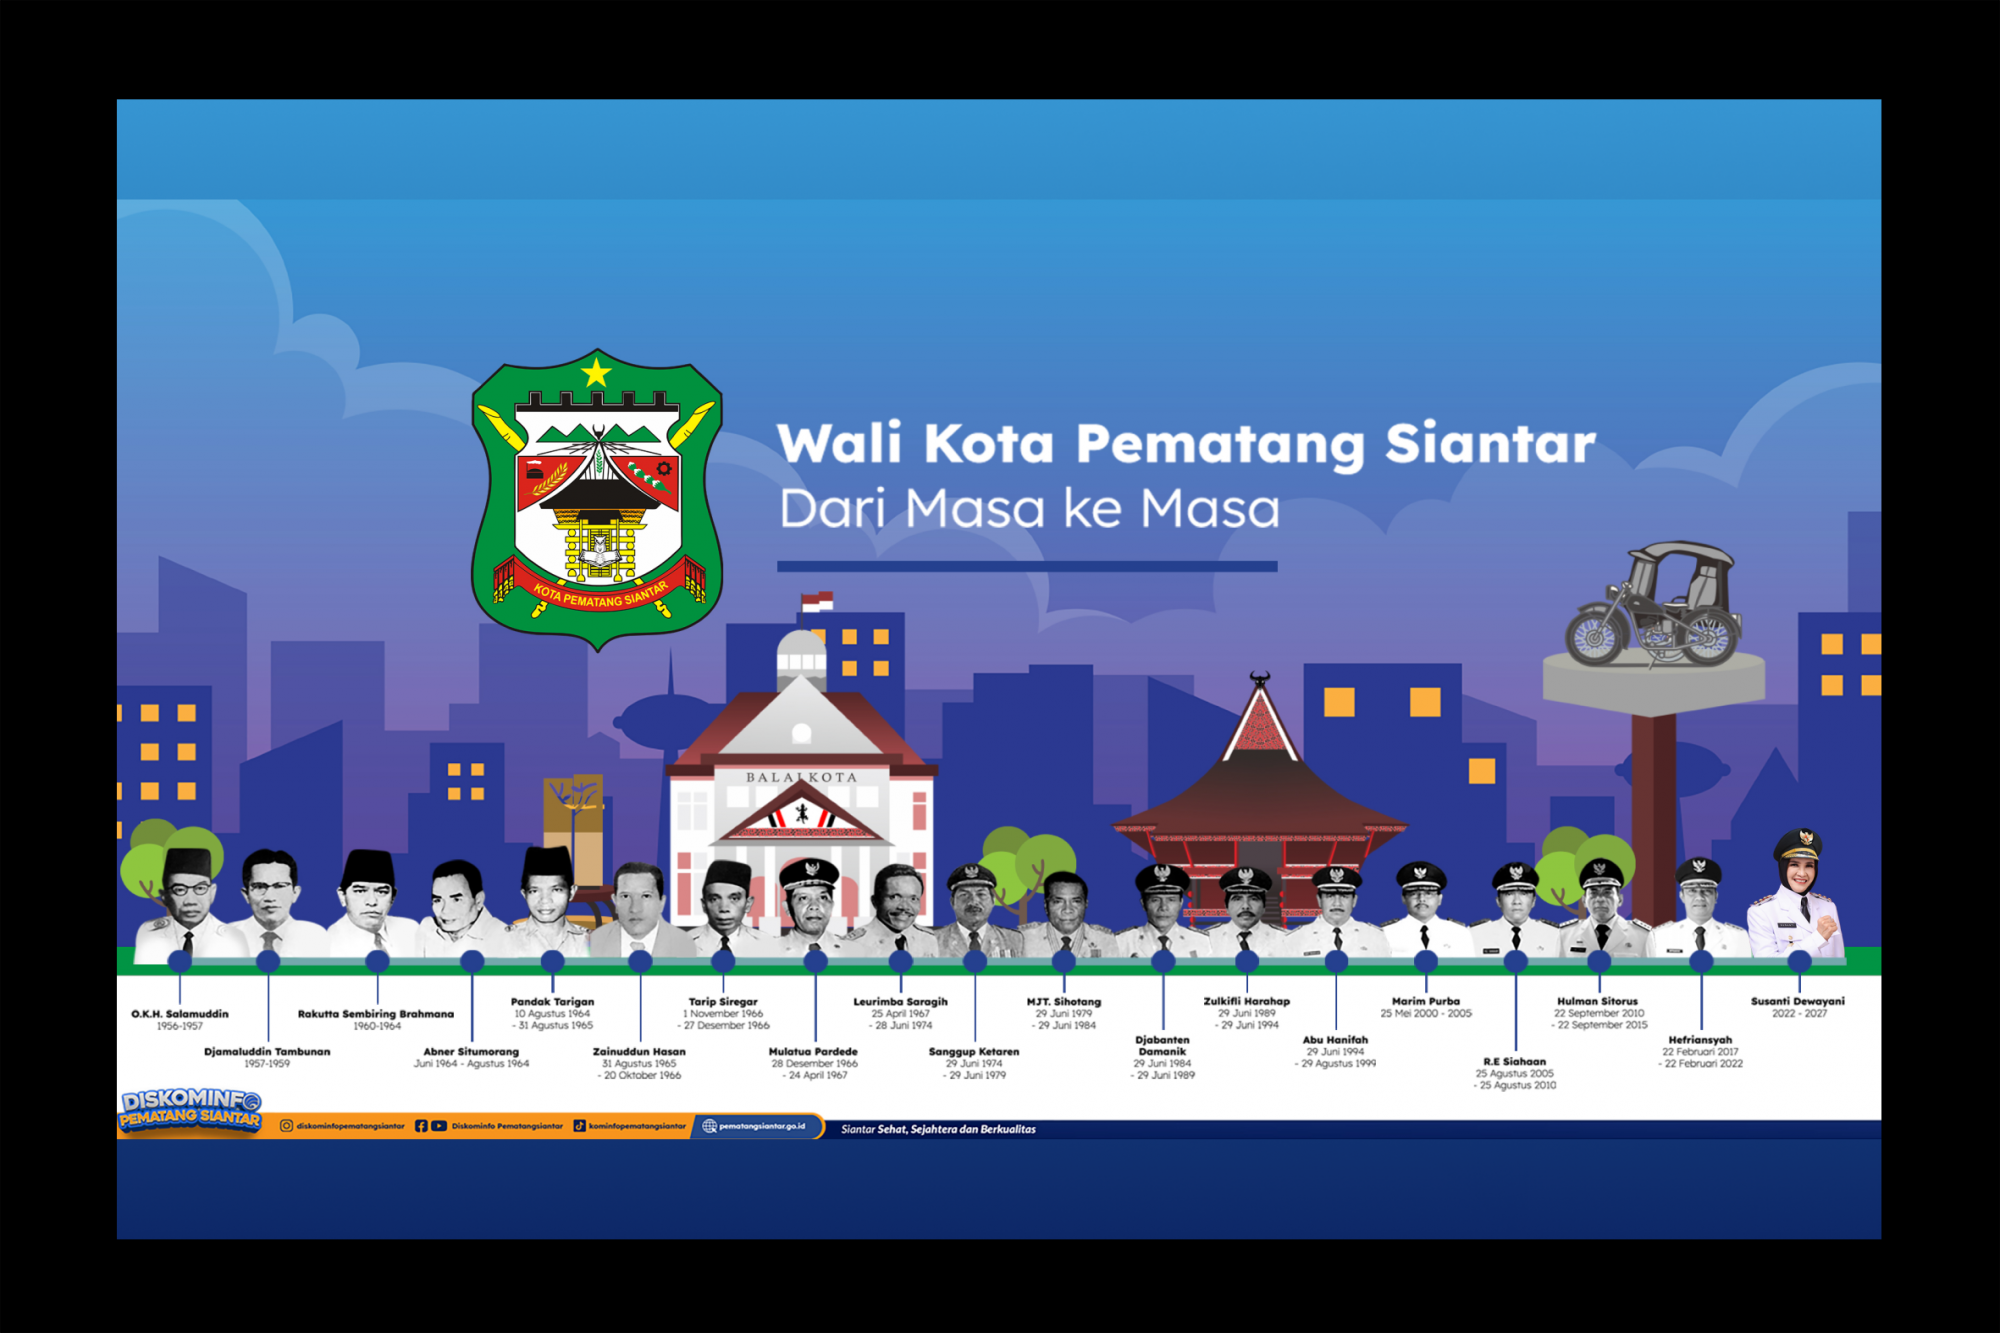 Wali Kota Pematang Siantar
Dari Masa ke Masa
KOTA PEMATANG SIANTAR
BALAI KOTA
O.K.H. Salamuddin
1956-1957
Djamaluddin Tambunan
1957-1959
Rakutta Sembiring Brahmana
1960-1964
Abner Situmorang
Juni 1964 - Agustus 1964
Pandak Tarigan
10 Agustus 1964
- 31 Agustus 1965
Zainuddun Hasan
31 Agustus 1965
- 20 Oktober 1966
Tarip Siregar
1 November 1966
- 27 Desember 1966
Mulatua Pardede
28 Desember 1966
- 24 April 1967
Leurimba Saragih
25 April 1967
- 28 Juni 1974
Sanggup Ketaren
29 Juni 1974
- 29 Juni 1979
MJT. Sihotang
29 Juni 1979
- 29 Juni 1984
Djabanten
Damanik
29 Juni 1984
- 29 Juni 1989
Zulkifli Harahap
29 Juni 1989
- 29 Juni 1994
Abu Hanifah
29 Juni 1994
- 29 Agustus 1999
Marim Purba
25 Mei 2000 - 2005
R.E Siahaan
25 Agustus 2005
- 25 Agustus 2010
Hulman Sitorus
22 September 2010
- 22 September 2015
Hefriansyah
22 Februari 2017
- 22 Februari 2022
Susanti Dewayani
2022 - 2027
DISKOMINFO
PEMATANG SIANTAR
diskominfopematangsiantar
Diskominfo Pematangsiantar
kominfopematangsiantar
pematangsiantar.go.id
Siantar Sehat, Sejahtera dan Berkualitas